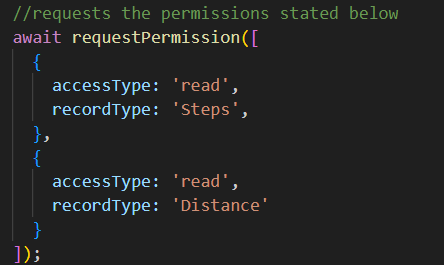 //requests the permissions stated below
await requestPermission([
  {
    accessType: 'read',
    recordType: 'Steps',
  },
  {
    accessType: 'read',
    recordType: 'Distance'
  }
]);